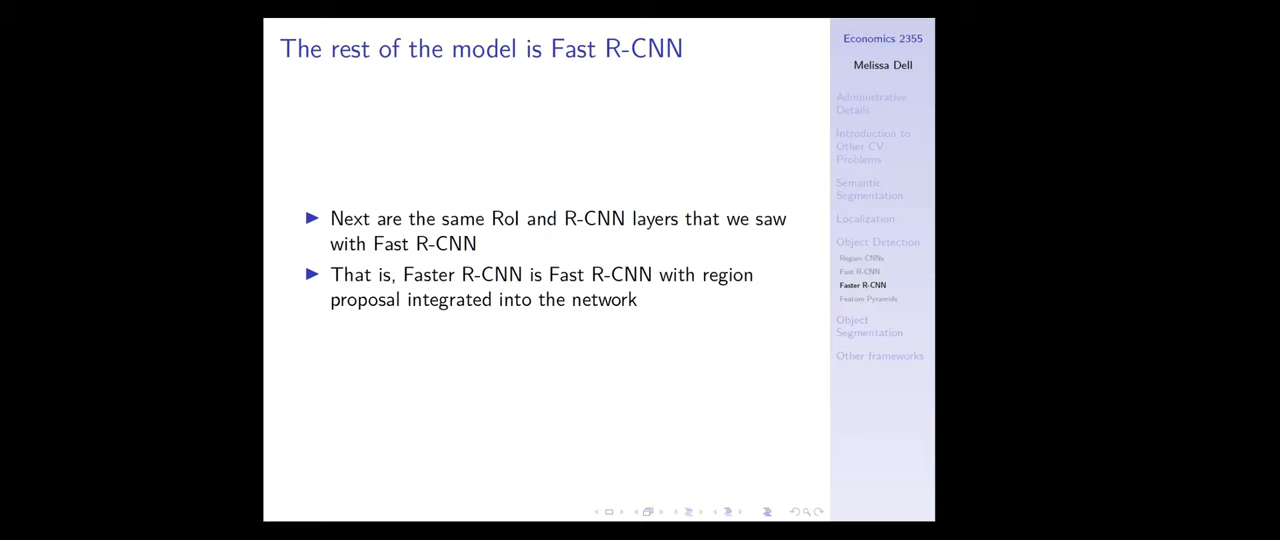 The rest of the model is Fast R-CNN
Next are the same RoI and R-CNN layers that we saw
with Fast R-CNN
That is, Faster R-CNN is Fast R-CNN with region
proposal integrated into the network
Economics 2355
Melissa Dell
Administrative
Details
Introduction to
Other CV
Problems
Semantic
Segmentation
Localization
Object Detection
Region CNNs
Fast R-CNN
Faster R-CNN
Feature Pyramids
Object
Segmentation
Other frameworks